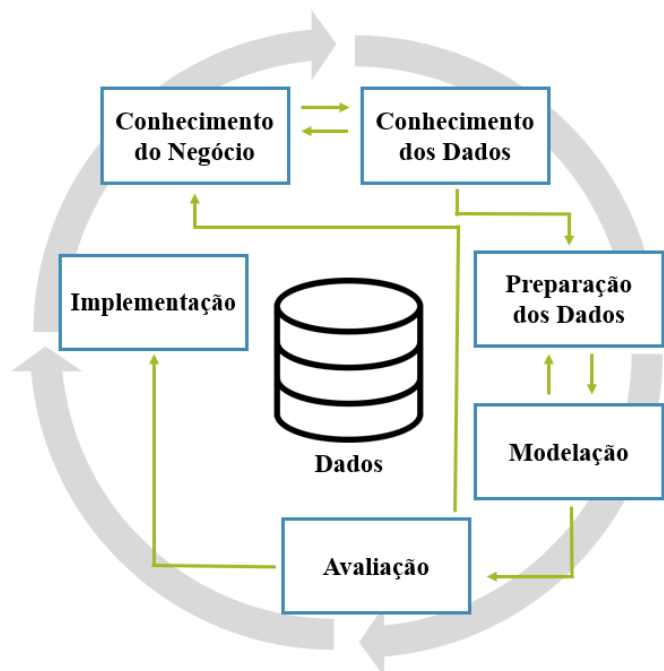 Conhecimento
do Negócio
Conhecimento
dos Dados
Implementação
Preparação
dos Dados
Dados
Modelação
Avaliação